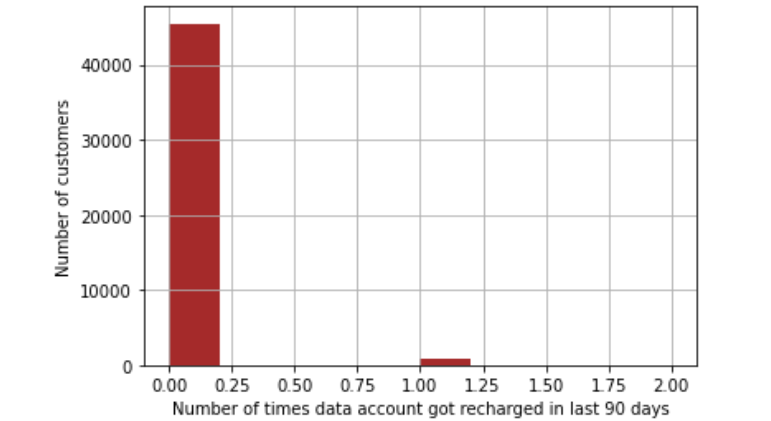 40000
30000
20000
10000
0
Number of customers
0.00 0.25 0.50 0.75 1.00 1.25 1.50 1.75 2.00
Number of times data account got recharged in last 90 days